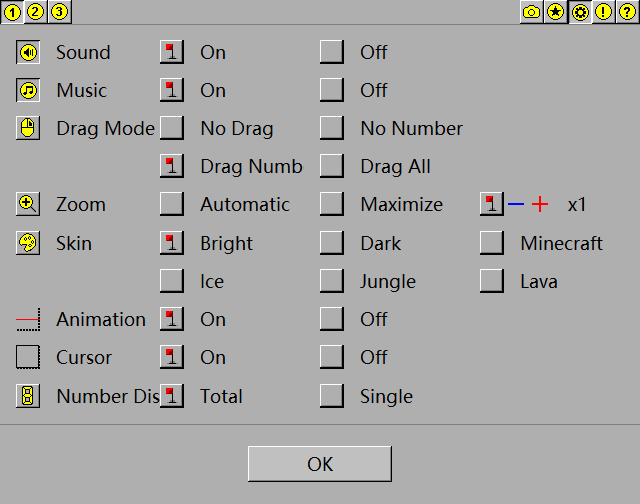 1 2 3 ! ?
Sound On Off
Music On Off
Drag Mode No Drag No Number
Drag Numb Drag All
Zoom Automatic Maximize x1
Skin Bright Dark Minecraft
Ice Jungle Lava
Animation On Off
Cursor On Off
Number Dis Total Single
OK